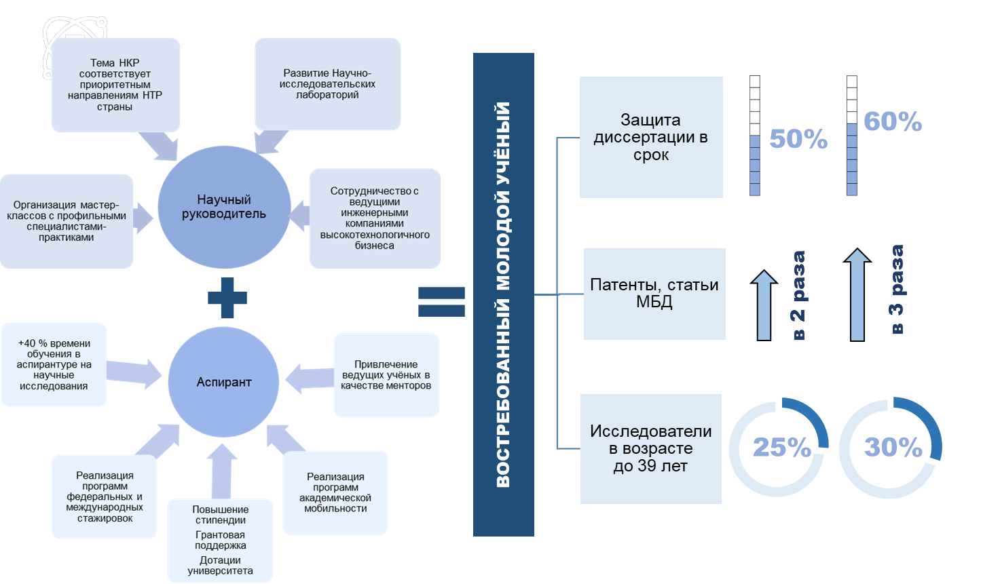 Тема НКР
соответствует
приоритетным
направлениям НТР
страны
Развитие Научно-
исследовательских
лабораторий
Научный
руководитель
Организация мастер-
классов с профильными
специалистами-
практиками
Сотрудничество с
ведущими
инженерными
компаниями
высокотехнологичного
бизнеса
+40 % времени
обучения в
аспирантуре на
научные
исследования
Аспирант
Привлечение
ведущих учёных в
качестве менторов
Реализация
программ
федеральных и
международных
стажировок
Повышение
стипендии
Грантовая
поддержка
Дотации
университета
Реализация
программ
академической
мобильности
ВОСТРЕБОВАННЫЙ МОЛОДОЙ УЧЁНЫЙ
Защита
диссертации в
срок
50%
60%
Патенты, статьи
МБД
в 2 раза
в 3 раза
Исследователи
в возрасте
до 39 лет
25%
30%